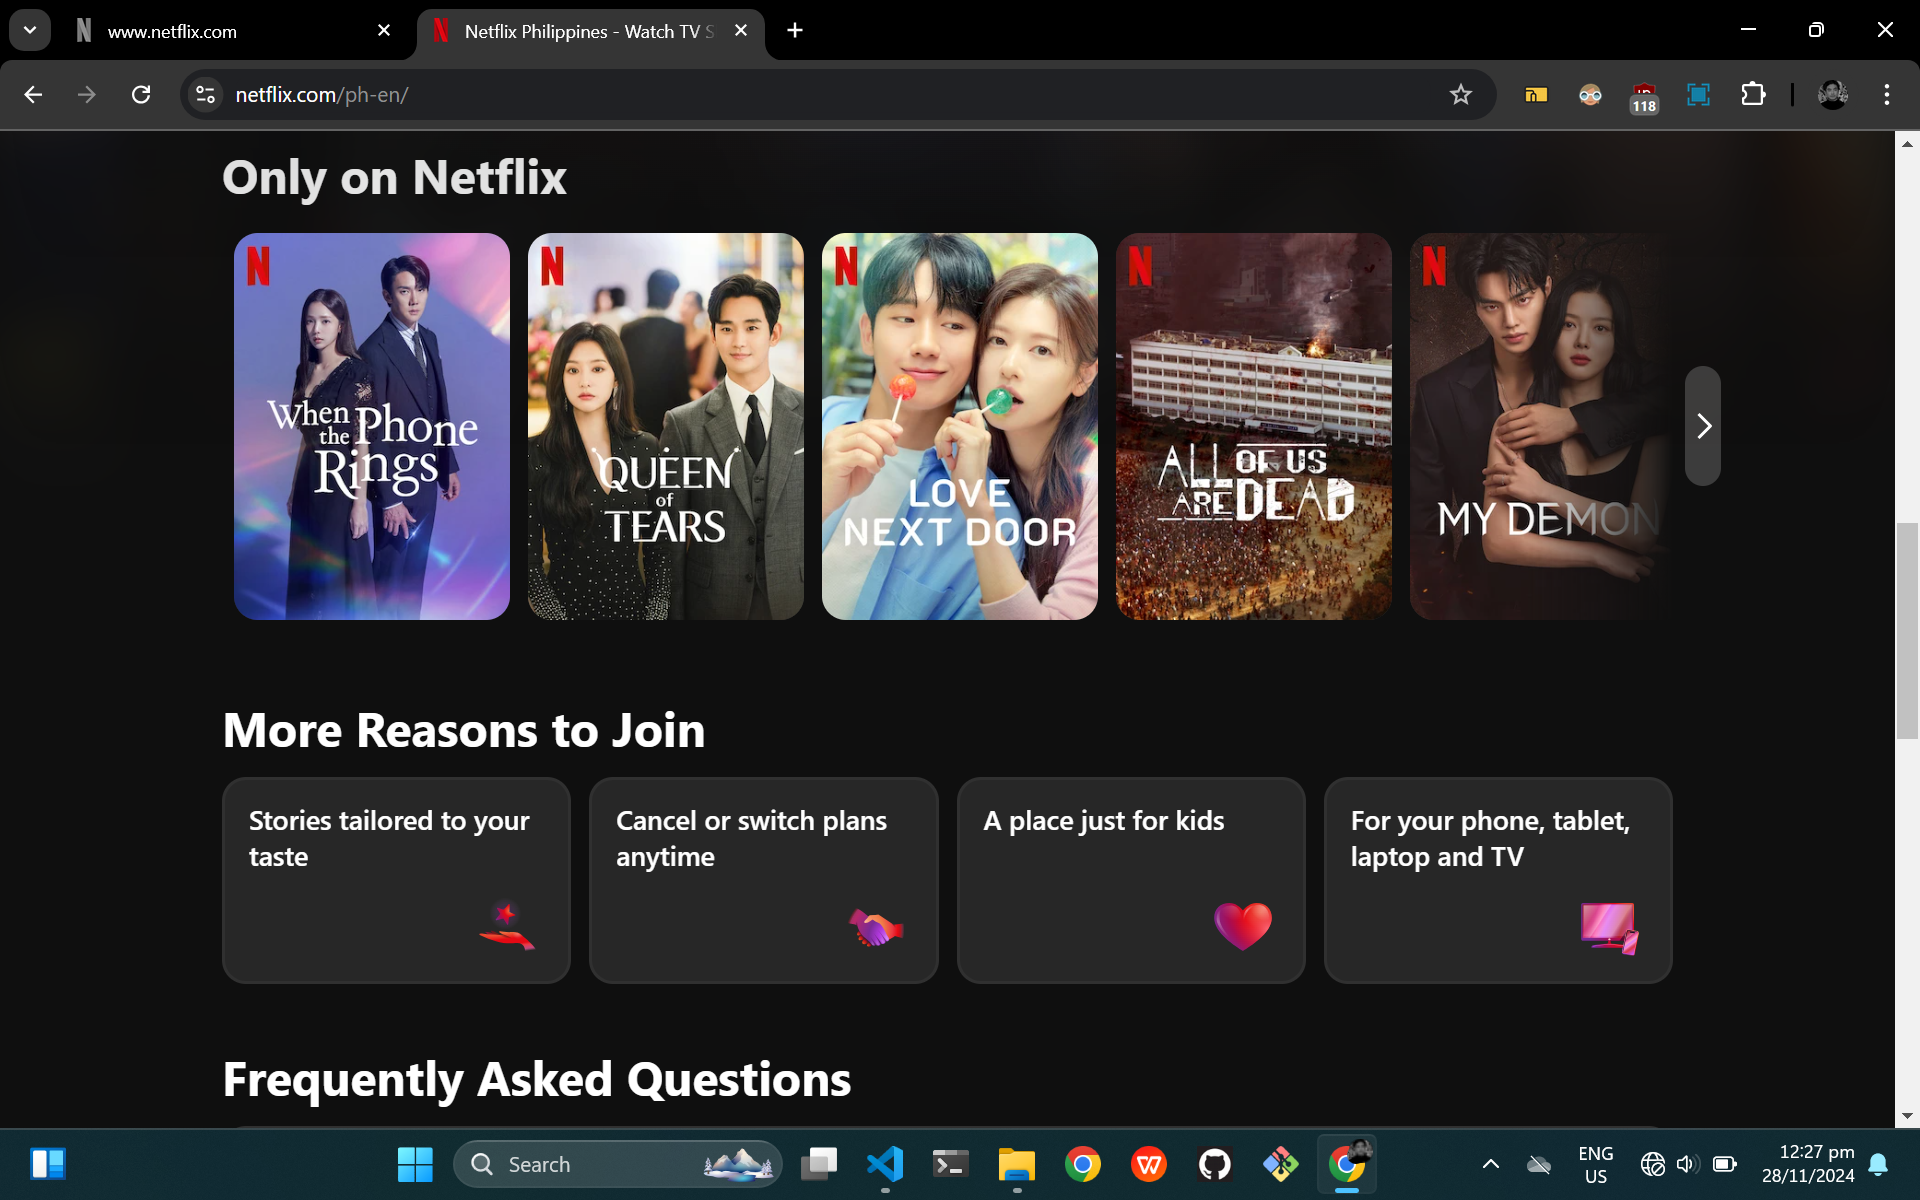 www.netflix.com
Netflix Philippines - Watch TV S
netflix.com/ph-en/
118
Only on Netflix
N
When
the Phone
Rings
N
QUEEN
of
TEARS
N
LOVE
NEXT DOOR
N
ALL OF US
ARE DEAD
N
MY DEMON
More Reasons to Join
Stories tailored to your
taste
Cancel or switch plans
anytime
A place just for kids
For your phone, tablet,
laptop and TV
Frequently Asked Questions
Search
ENG
US
12:27 pm
28/11/2024